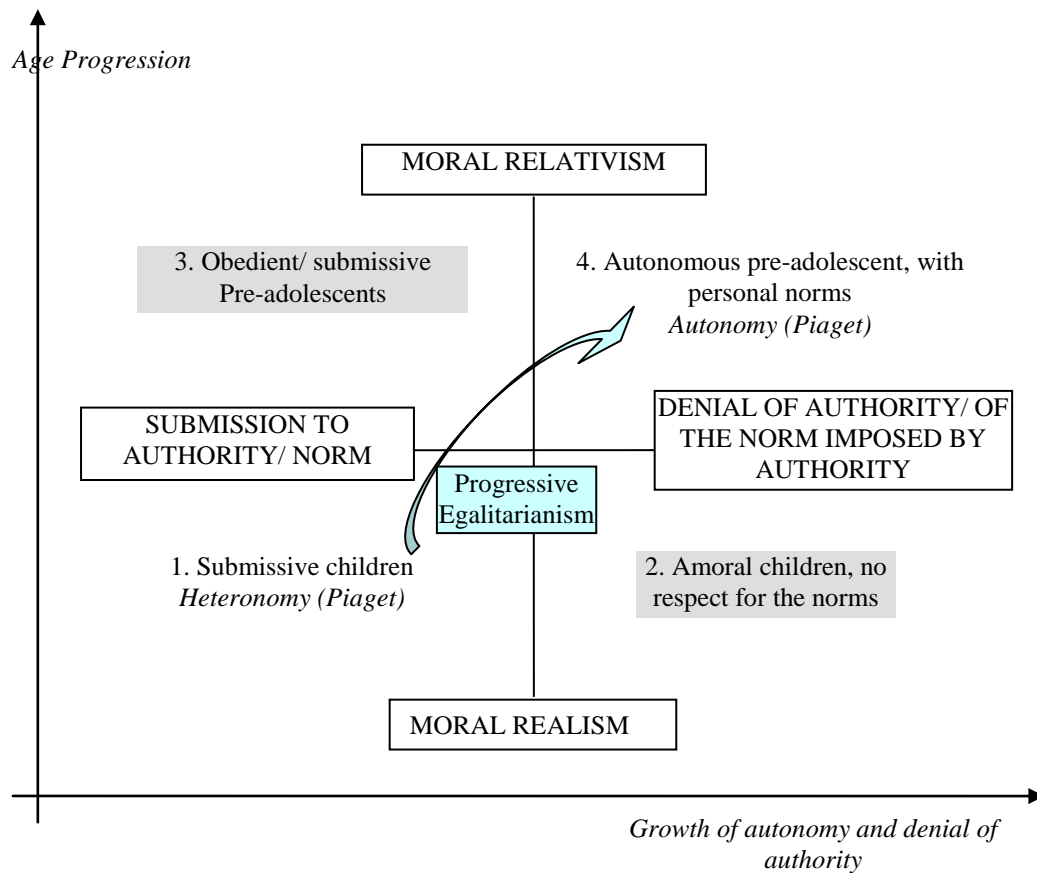 Age Progression
MORAL RELATIVISM
3. Obedient/ submissive
Pre-adolescents
4. Autonomous pre-adolescent, with
personal norms
Autonomy (Piaget)
SUBMISSION TO
AUTHORITY/ NORM
DENIAL OF AUTHORITY/ OF
THE NORM IMPOSED BY
AUTHORITY
Progressive
Egalitarianism
1. Submissive children
Heteronomy (Piaget)
2. Amoral children, no
respect for the norms
MORAL REALISM
Growth of autonomy and denial of
authority